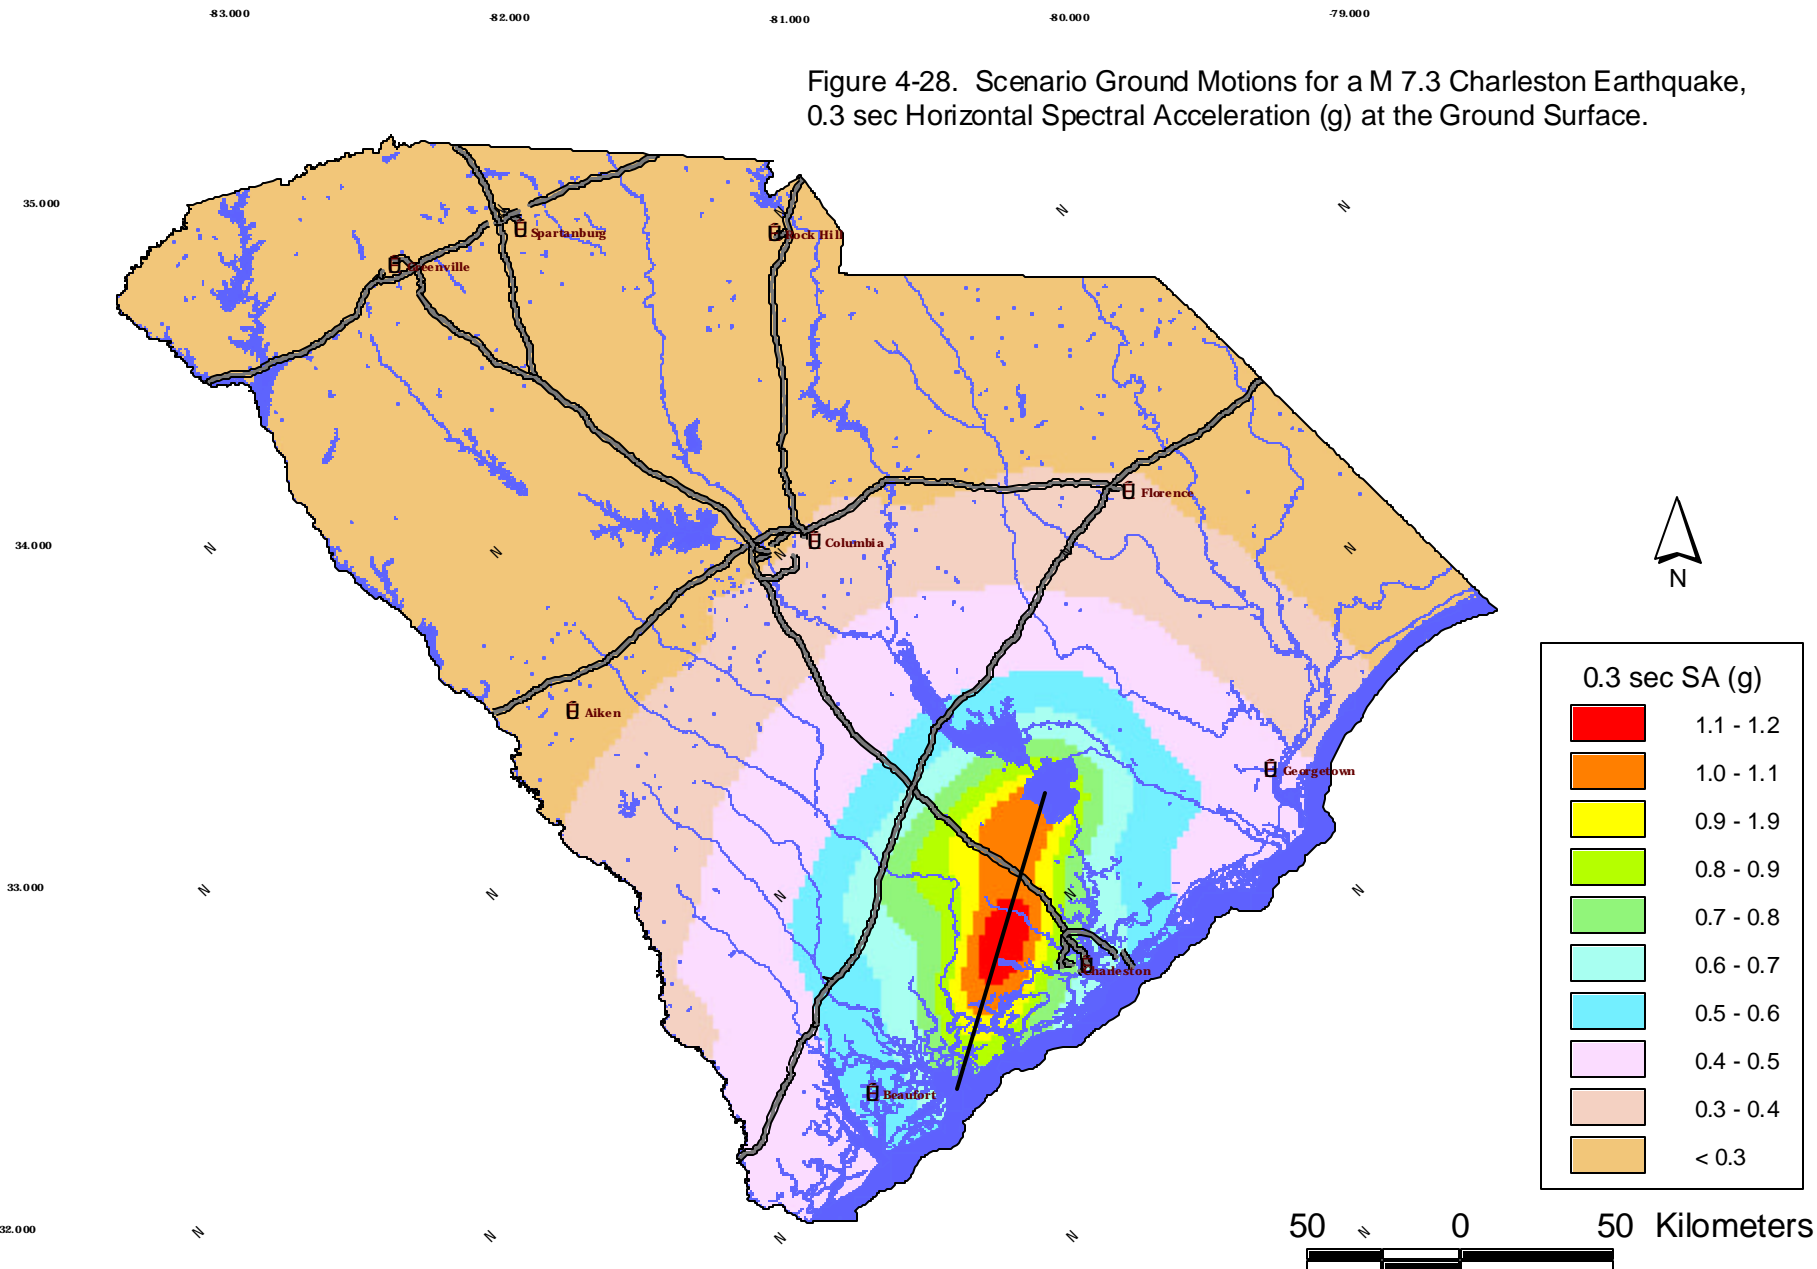 -83.000
-82.000
-81.000
-80.000
-79.000
Figure 4-28. Scenario Ground Motions for a M 7.3 Charleston Earthquake,
0.3 sec Horizontal Spectral Acceleration (g) at the Ground Surface.
35.000
N
N
N
Spartanburg
Rock Hill
Greenville
Florence
34.000
N
N
N
N
N
Columbia
N
Aiken
0.3 sec SA (g)
1.1 - 1.2
1.0 - 1.1
0.9 - 1.9
0.8 - 0.9
0.7 - 0.8
0.6 - 0.7
0.5 - 0.6
0.4 - 0.5
0.3 - 0.4
< 0.3
Georgetown
33.000
N
N
N
N
N
Charleston
Beaufort
32.000
N
N
N
N
N
50 0 50 Kilometers